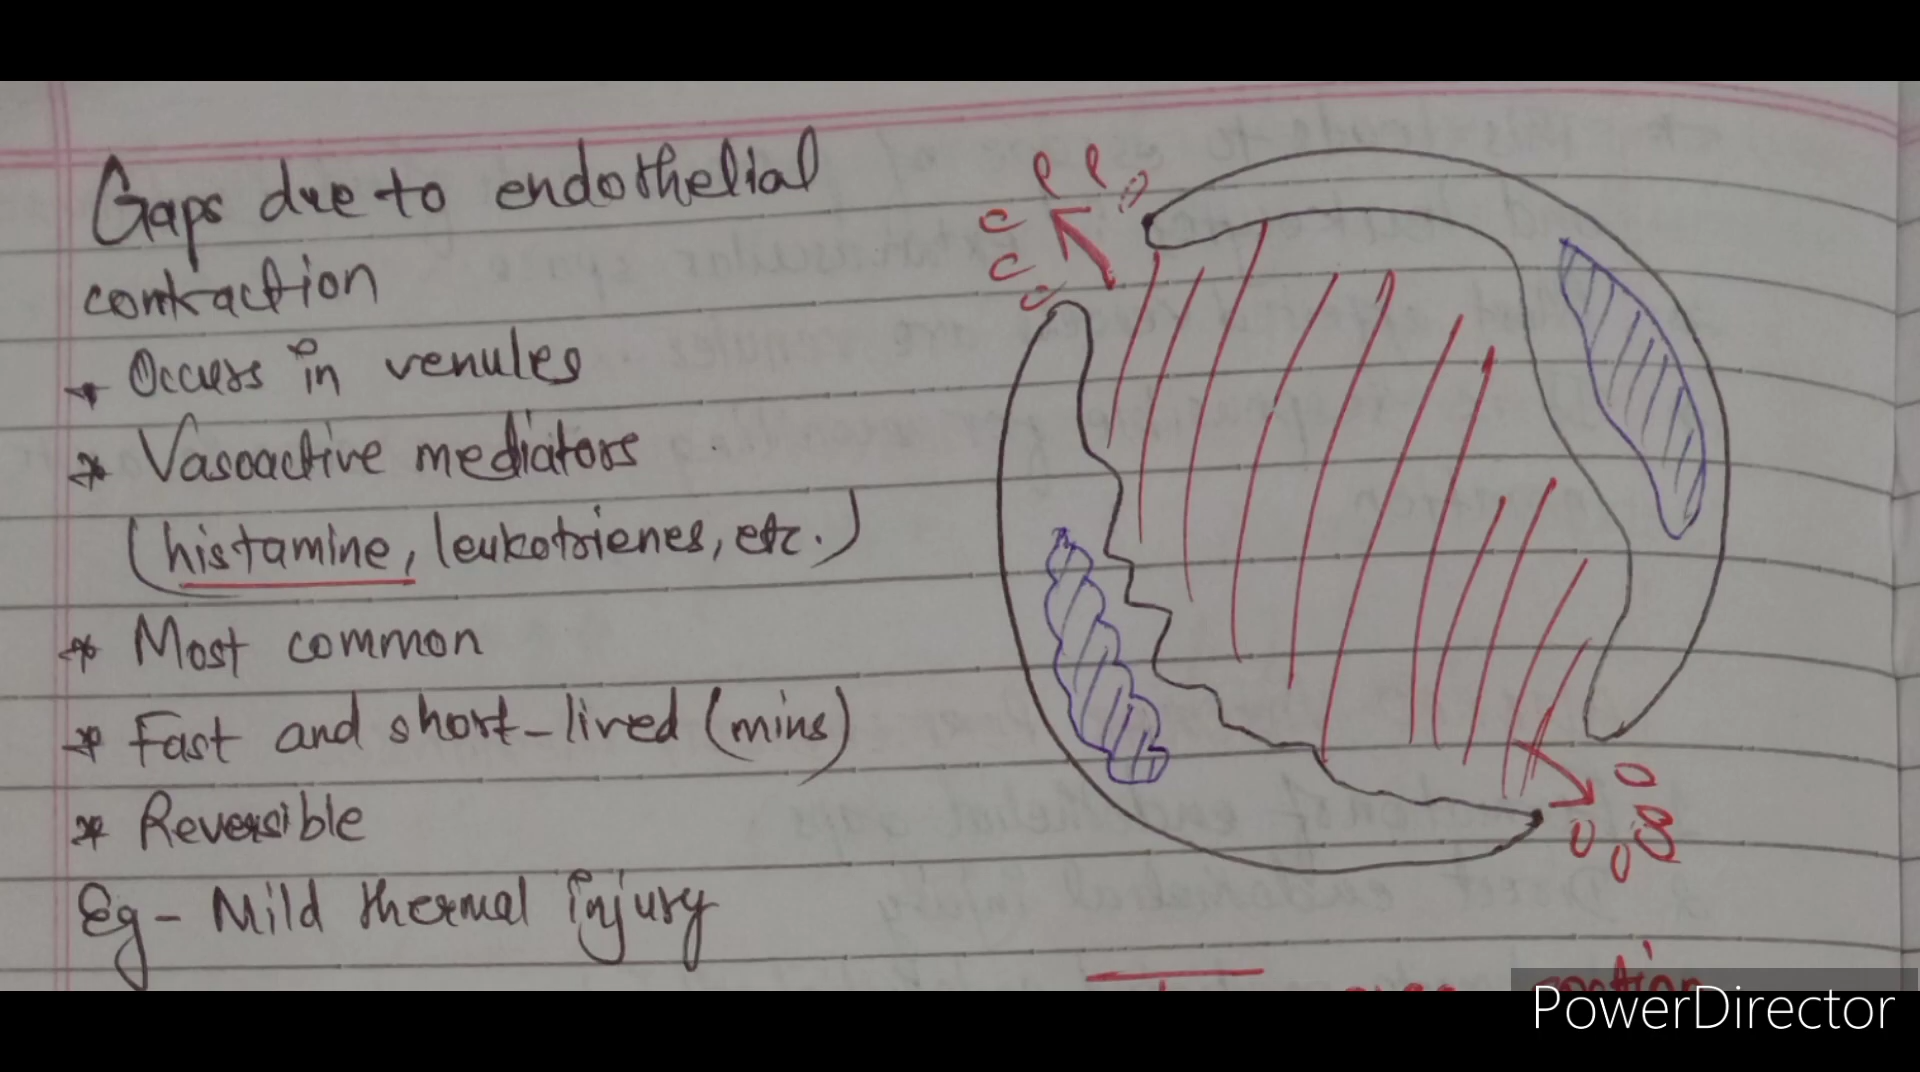 Gaps due to endothelial
contraction
→ Occurs in venules
* Vasoactive mediators
(histamine, leukotrienes, etc.)
* Most common
* Fast and short-lived (mins)
* Reversible
Eg - Mild thermal injury
PowerDirector